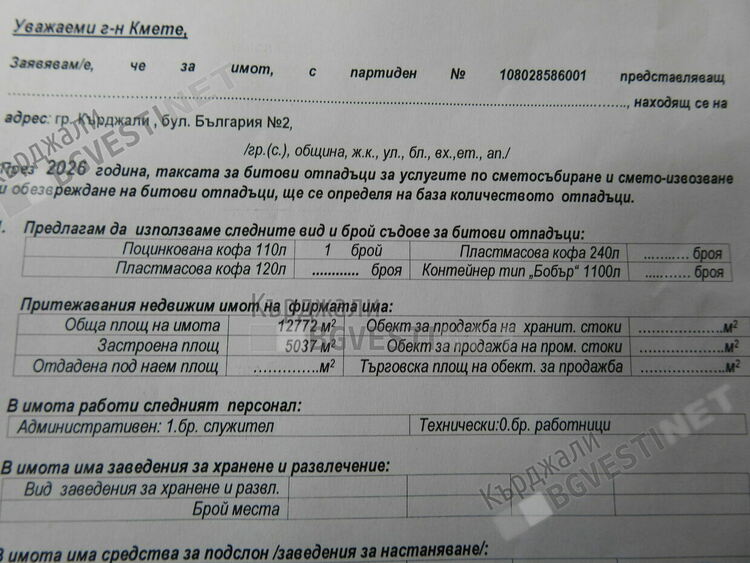 Уважаеми г-н Кмете,
Заявявам/е, че за имот, с партиден № 108028586001 представляващ
...................................................................................................., находящ се на
адрес: гр. Кърджали , бул. България №2,
/гр.(с.), община, ж.к., ул., бл., вх.,ет., ап./
През 2026 година, таксата за битови отпадъци за услугите по сметосъбиране и смето-извозване
и обезвреждане на битови отпадъци, ще се определя на база количеството отпадъци.
Предлагам да използваме следните вид и брой съдове за битови отпадъци:
Поцинкована кофа 110л 1 брой Пластмасова кофа 240л ........... броя
Пластмасова кофа 120л ............ броя Контейнер тип „Бобър" 1100л ........... броя
Притежавания недвижим имот на фирмата има:
Обща площ на имота 12772 м² Обект за продажба на хранит. стоки ..................м²
Застроена площ 5037 м² Обект за продажба на пром. стоки ..................м²
Отдадена под наем площ ..............м² Търговска площ на обект. за продажба ..................м²
В имота работи следният персонал:
Административен: 1.бр. служител Технически:0.бр. работници
В имота има заведения за хранене и развлечение:
Вид заведения за хранене и развл.
Брой места
В имота има средства за подслон /заведения за настаняване/:
Кърджали
BGVESTINET
Кърджали
BGVESTINET
Кърджали
BGVESTINET